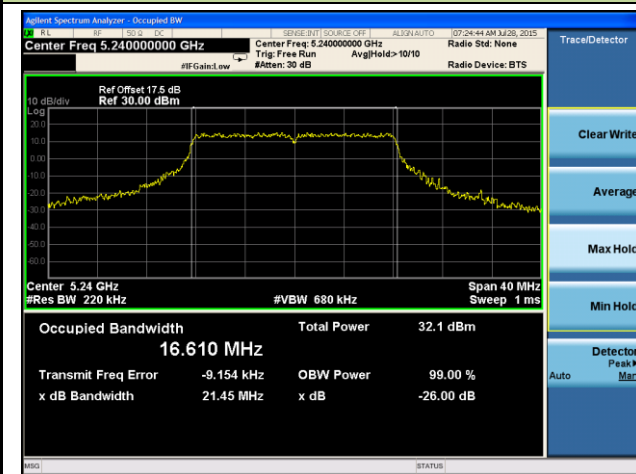 Agilent Spectrum Analyzer - Occupied BW
RL RF 50 Ω DC SENSE:INT SOURCE OFF ALIGN AUTO 07:24:44 AM Jul 28, 2015
Center Freq 5.240000000 GHz
Center Freq: 5.240000000 GHz
Radio Std: None
Trig: Free Run Avg|Hold:> 10/10
#IFGain:Low
#Atten: 30 dB
Radio Device: BTS
Trace/Detector
Ref Offset 17.5 dB
10 dB/div Ref 30.00 dBm
Log
20.0
10.0
0.00
-10.0
-20.0
-30.0
-40.0
-50.0
-60.0
Center 5.24 GHz Span 40 MHz
#Res BW 220 kHz #VBW 680 kHz Sweep 1 ms
Occupied Bandwidth Total Power 32.1 dBm
16.610 MHz
Transmit Freq Error -9.154 kHz OBW Power 99.00 %
x dB Bandwidth 21.45 MHz x dB -26.00 dB
Clear Write
Average
Max Hold
Min Hold
Detector
Peak▶
Auto Man
MSG STATUS